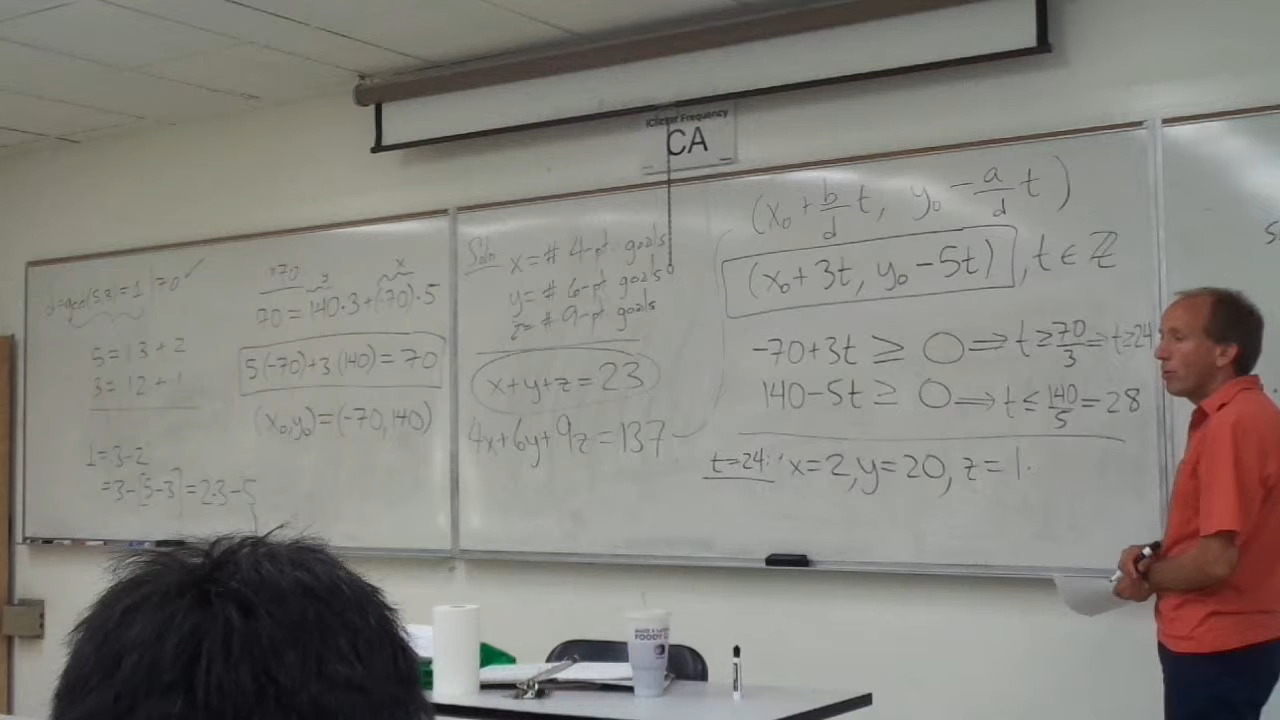 iClicker Frequency
CA
d=gcd(5,3)=1 | 70 ✓
5=1·3+2
3=1·2+1
1=3-2
=3-[5-3]=2·3-5
×70
y
x
70=140·3+(-70)·5
5(-70)+3(140)=70
(x₀,y₀)=(-70,140)
Soln x=# 4-pt goals
y=# 6-pt goals
z=# 9-pt goals
x+y+z=23
4x+6y+9z=137
(x₀+b/d t, y₀-a/d t)
(x₀+3t, y₀-5t), t∈ℤ
-70+3t≥0⇒t≥70/3⇒t≥24
140-5t≥0⇒t≤140/5=28
t=24: x=2,y=20,z=1.
FOODY